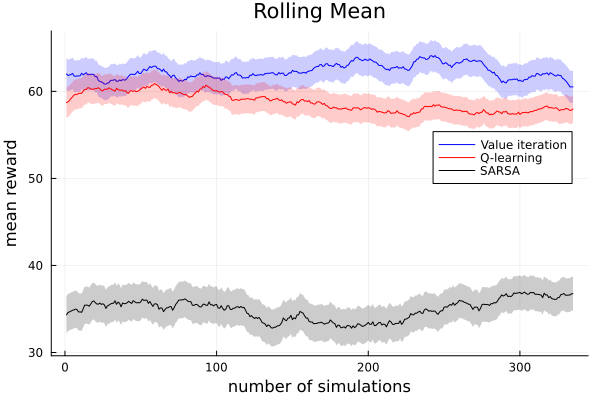 Rolling Mean
mean reward
60
50
40
30
0 100 200 300
number of simulations
Value iteration
Q-learning
SARSA